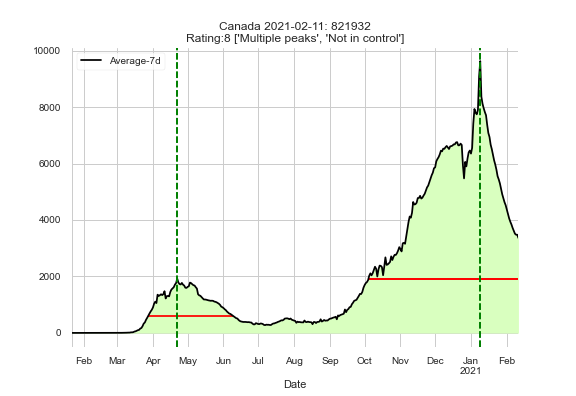 Canada 2021-02-11: 821932
Rating:8 ['Multiple peaks', 'Not in control']
Average-7d
10000
8000
6000
4000
2000
0
Feb Mar Apr May Jun Jul Aug Sep Oct Nov Dec Jan Feb
2021
Date